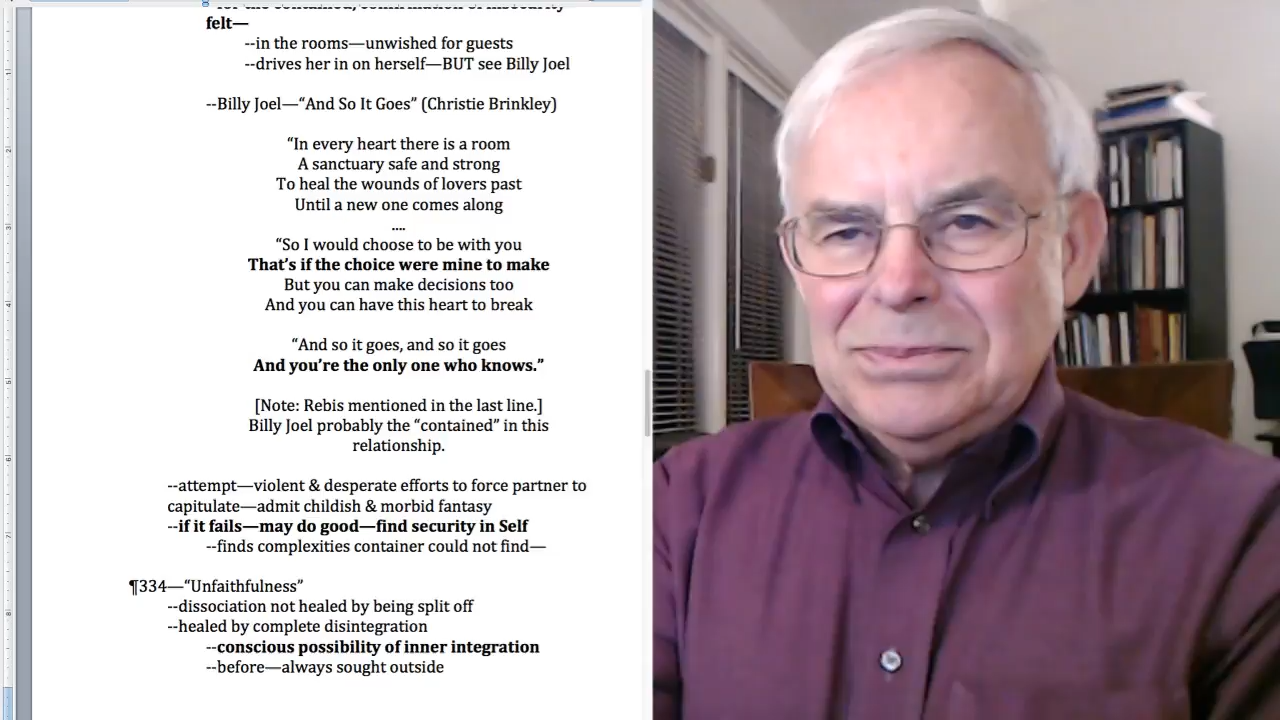 for the contained, confirmation of insecurity
felt—
--in the rooms—unwished for guests
--drives her in on herself—BUT see Billy Joel
--Billy Joel—“And So It Goes” (Christie Brinkley)
“In every heart there is a room
A sanctuary safe and strong
To heal the wounds of lovers past
Until a new one comes along
....
“So I would choose to be with you
That’s if the choice were mine to make
But you can make decisions too
And you can have this heart to break
“And so it goes, and so it goes
And you’re the only one who knows.”
[Note: Rebis mentioned in the last line.]
Billy Joel probably the “contained” in this
relationship.
--attempt—violent & desperate efforts to force partner to
capitulate—admit childish & morbid fantasy
--if it fails—may do good—find security in Self
--finds complexities container could not find—
¶334—“Unfaithfulness”
--dissociation not healed by being split off
--healed by complete disintegration
--conscious possibility of inner integration
--before—always sought outside